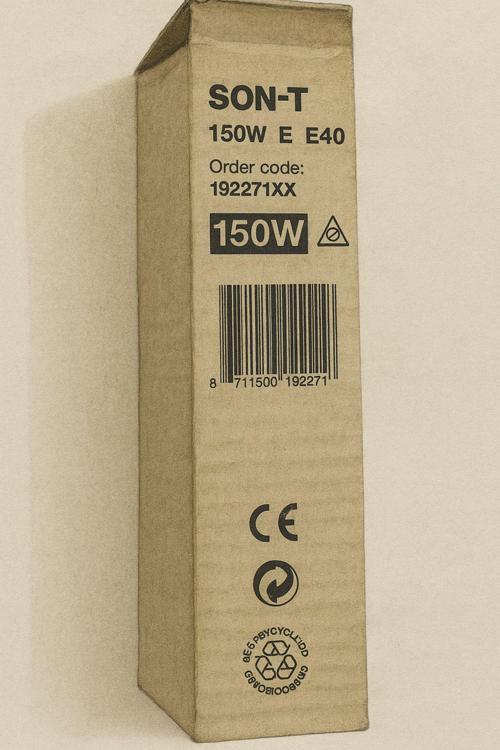 SON-T
150W E E40
Order code:
192271XX
150W
8 711500 192271
CE